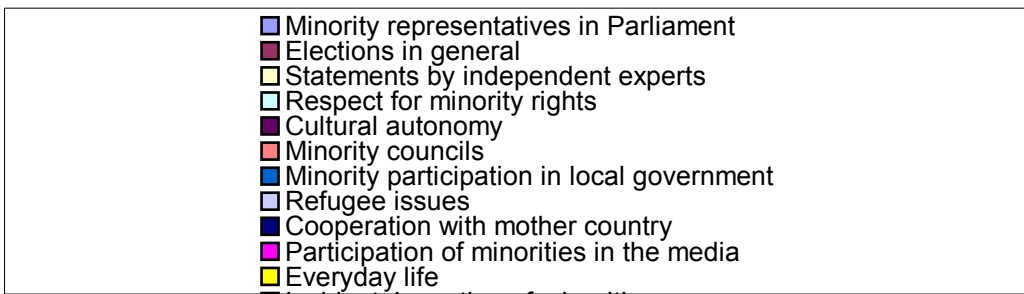 Minority representatives in Parliament
Elections in general
Statements by independent experts
Respect for minority rights
Cultural autonomy
Minority councils
Minority participation in local government
Refugee issues
Cooperation with mother country
Participation of minorities in the media
Everyday life